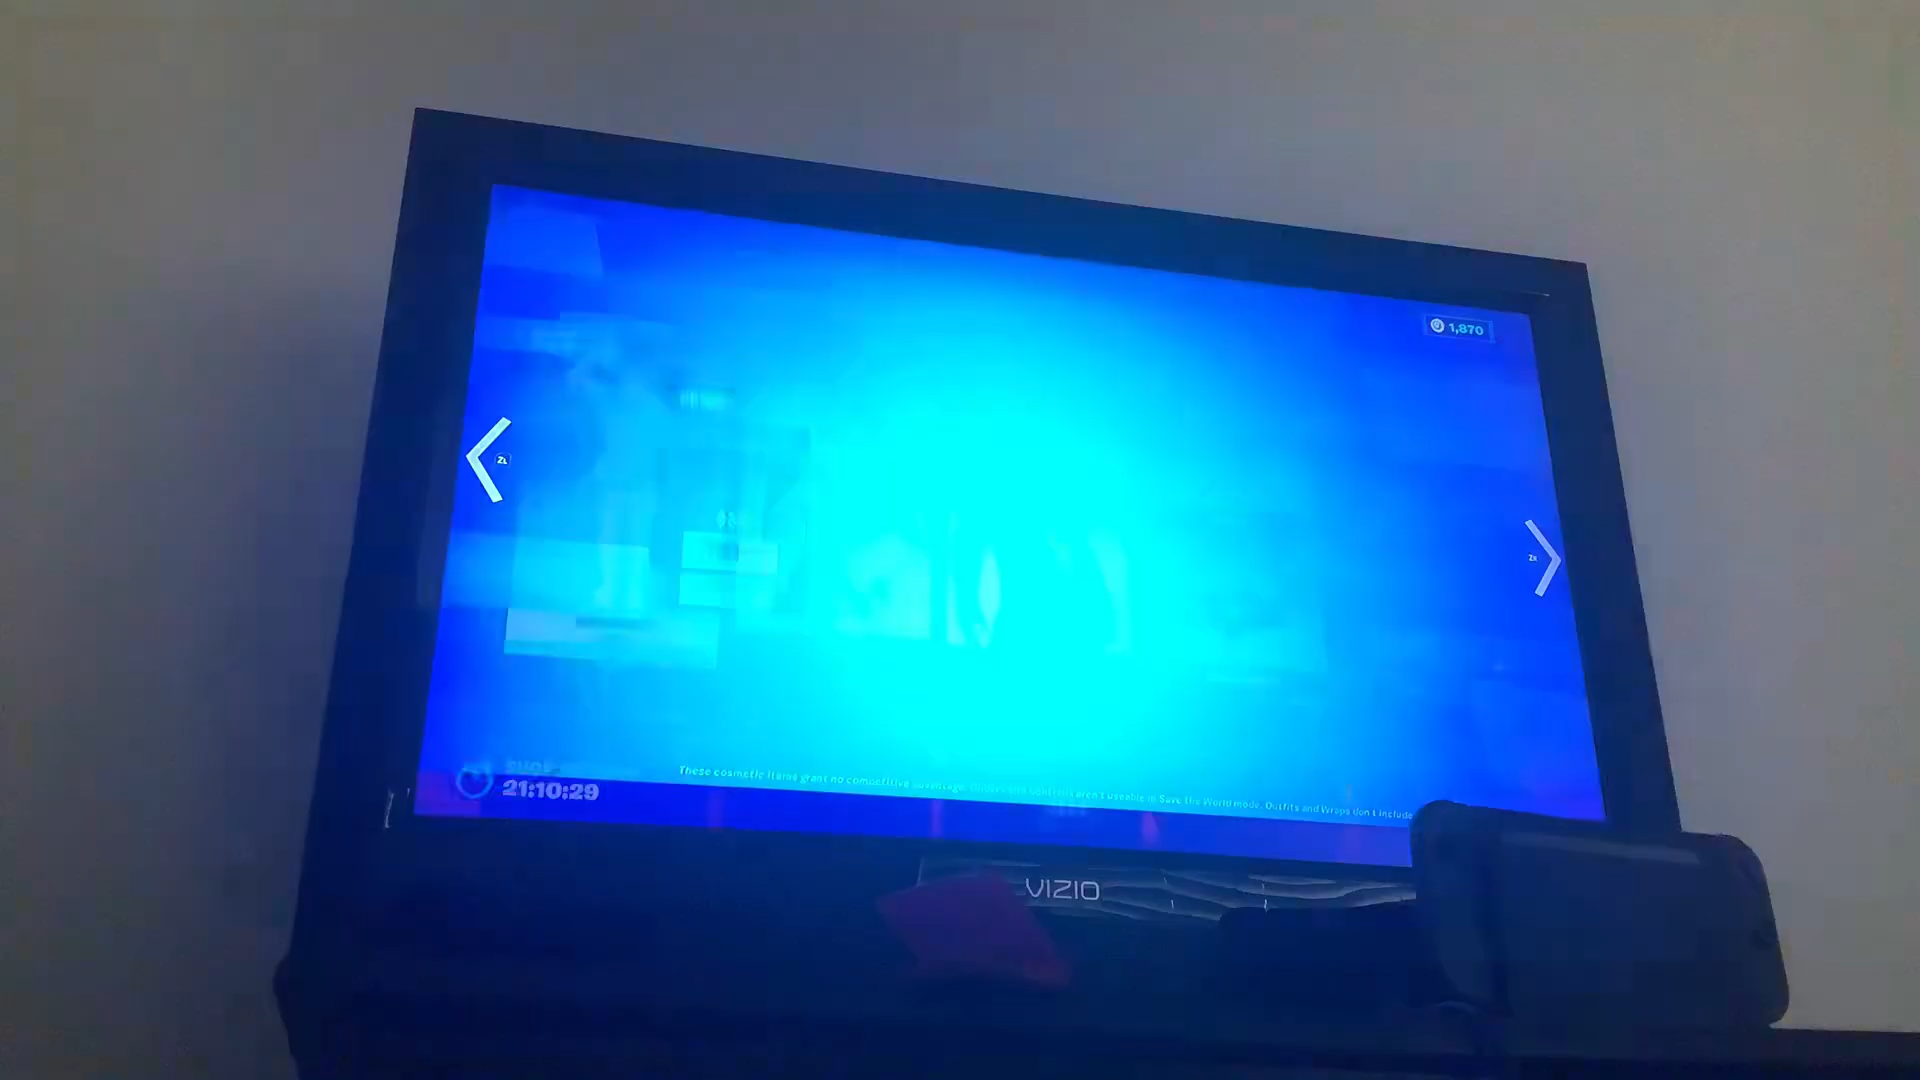 1,870
ZL
ZR
21:10:29
These cosmetic items grant no competitive advantage. aren't useable in Save the World mode. Outfits and Wraps don't include
VIZIO